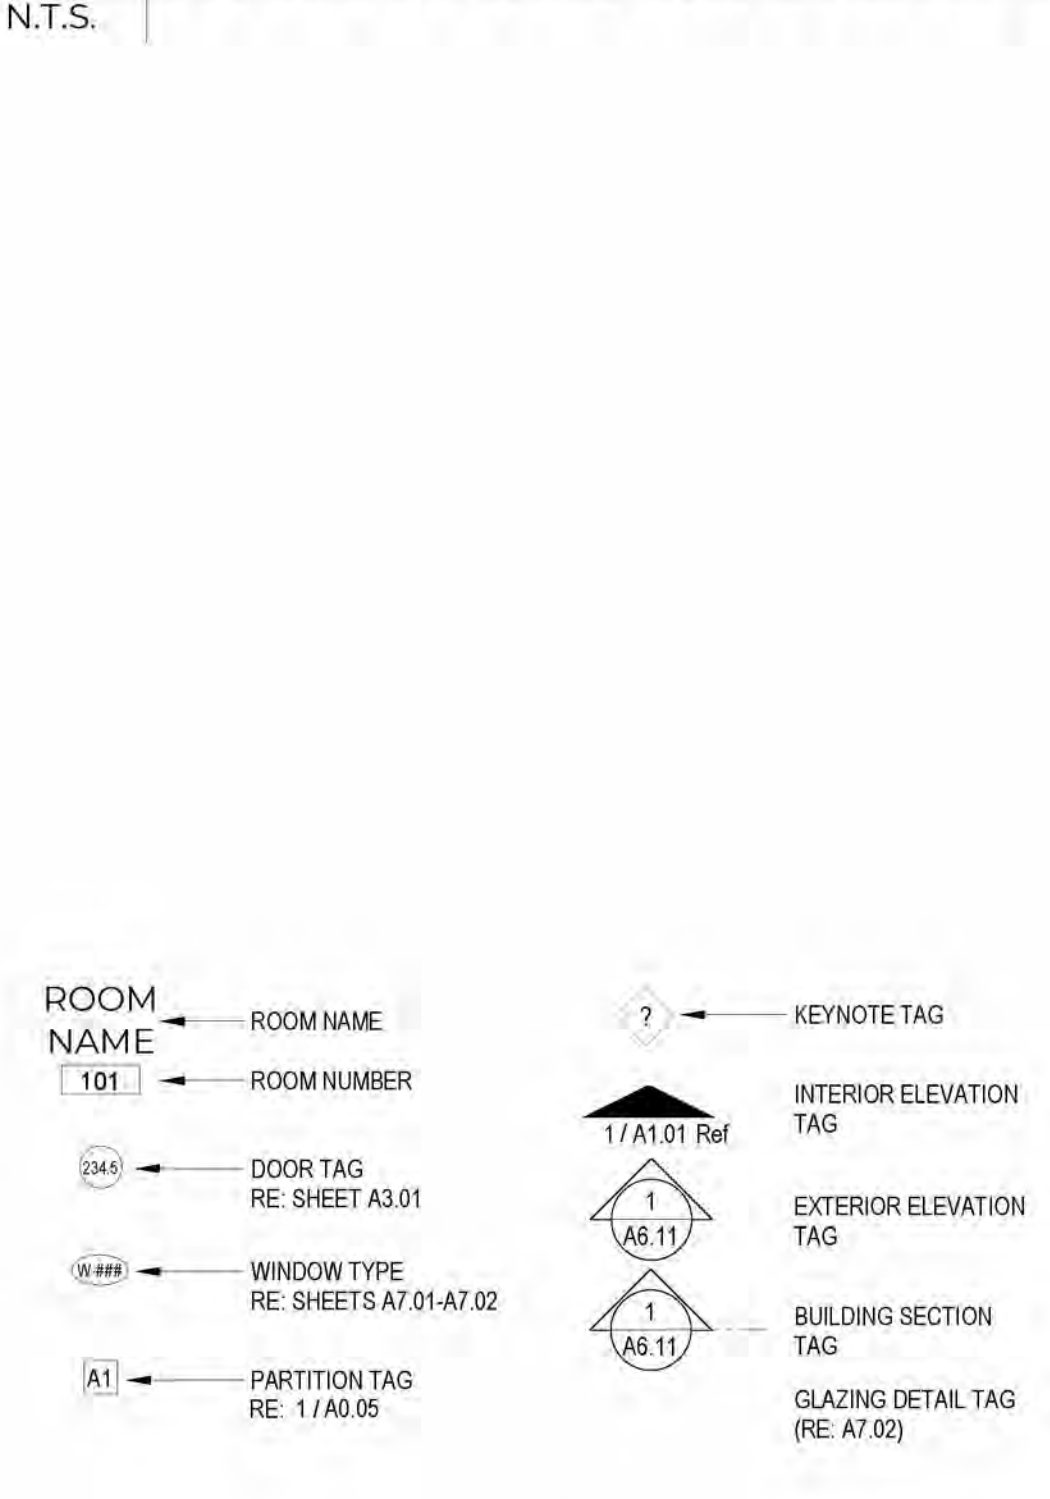 N.T.S.
ROOM
NAME
ROOM NAME
101
ROOM NUMBER
234.5
DOOR TAG
RE: SHEET A3.01
W-###
WINDOW TYPE
RE: SHEETS A7.01-A7.02
A1
PARTITION TAG
RE: 1 / A0.05
?
KEYNOTE TAG
1 / A1.01 Ref
INTERIOR ELEVATION
TAG
1
A6.11
EXTERIOR ELEVATION
TAG
1
A6.11
BUILDING SECTION
TAG
GLAZING DETAIL TAG
(RE: A7.02)